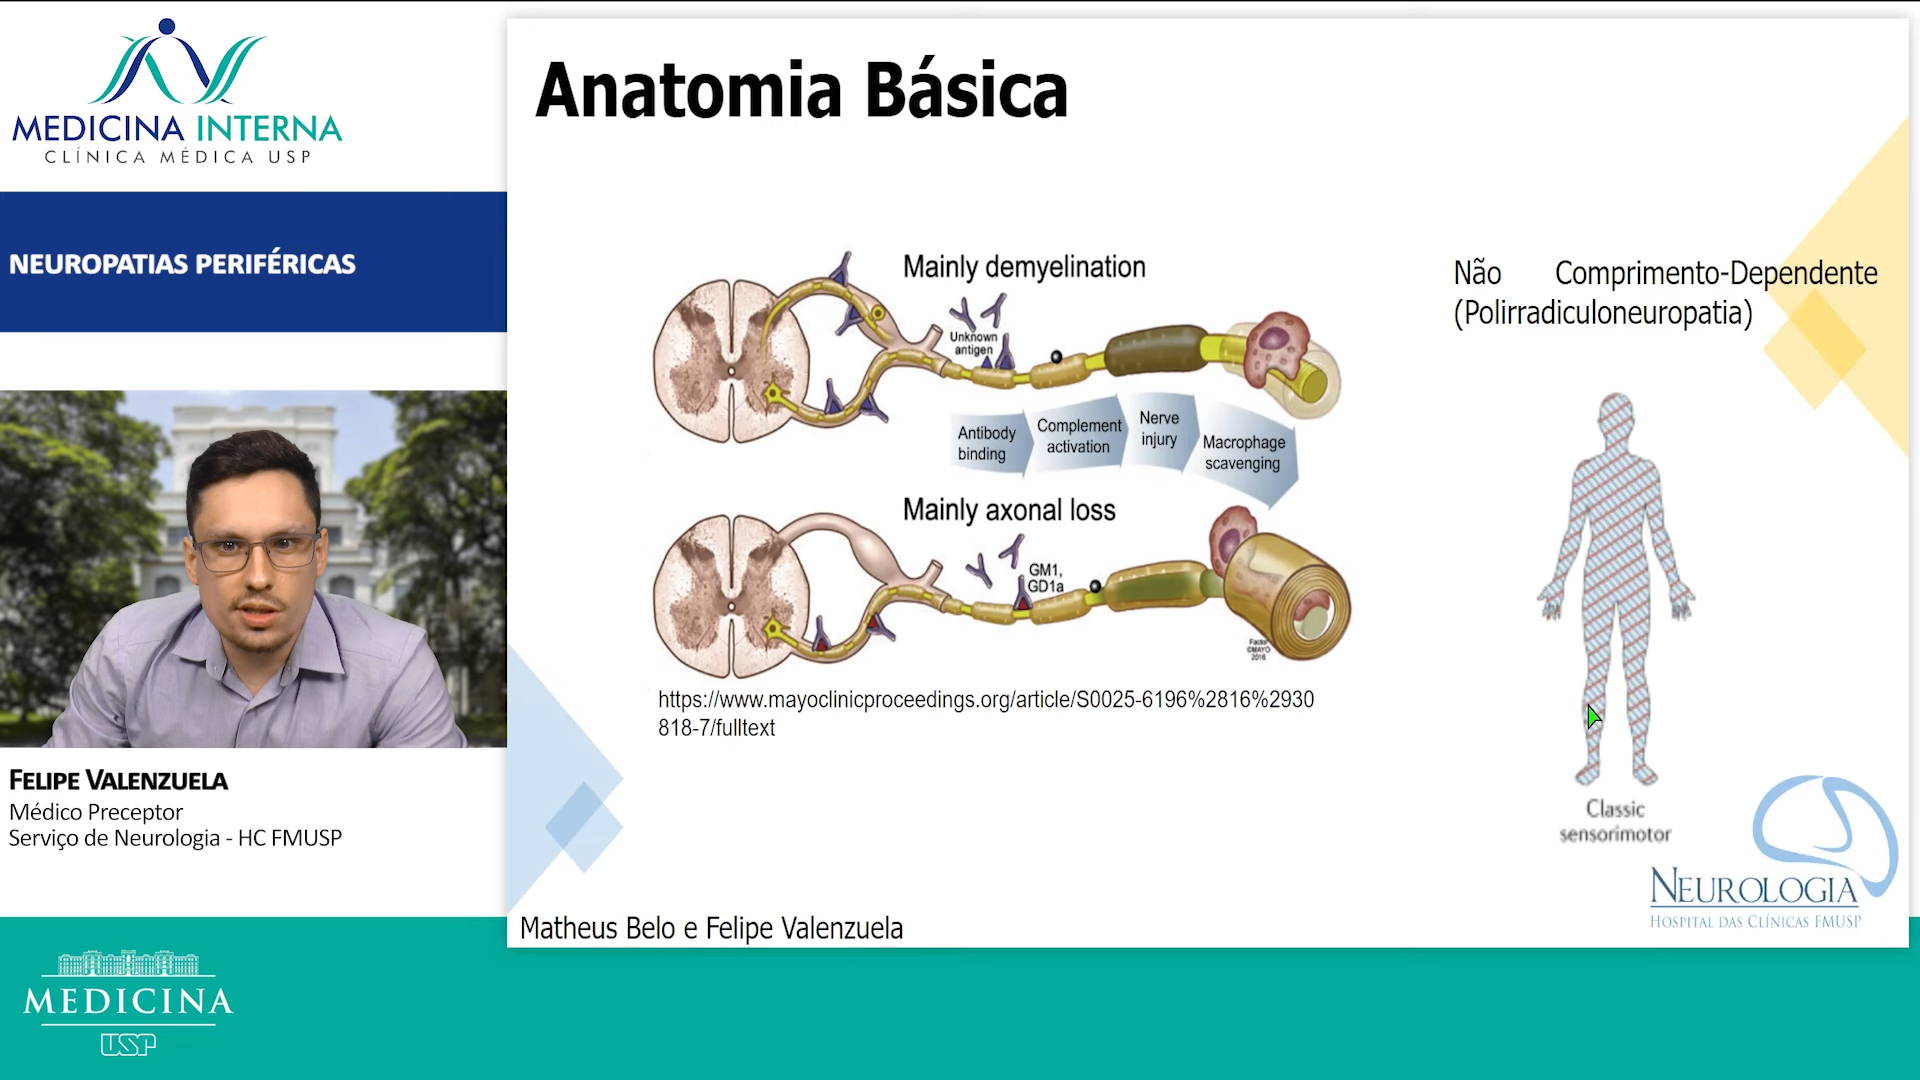 MEDICINA INTERNA
CLÍNICA MÉDICA USP
NEUROPATIAS PERIFÉRICAS
FELIPE VALENZUELA
Médico Preceptor
Serviço de Neurologia - HC FMUSP
MEDICINA
USP
Anatomia Básica
Mainly demyelination
Unknown
antigen
Antibody
binding
Complement
activation
Nerve
injury
Macrophage
scavenging
Mainly axonal loss
GM1,
GD1a
©MAYO
2016
https://www.mayoclinicproceedings.org/article/S0025-6196%2816%2930
818-7/fulltext
Não Comprimento-Dependente
(Polirradiculoneuropatia)
Classic
sensorimotor
NEUROLOGIA
HOSPITAL DAS CLÍNICAS FMUSP
Matheus Belo e Felipe Valenzuela